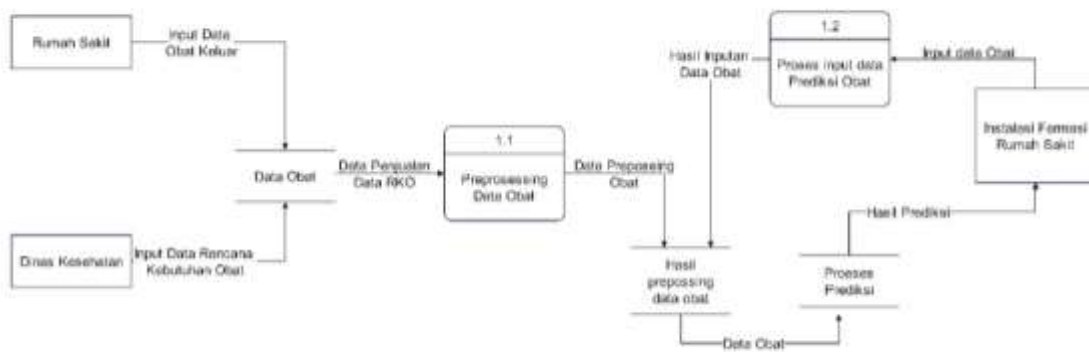 Rumah Sakit
Input Data
Obat Keluar
Data Obat
Dinas Kesehatan
Input Data Rencana
Kebutuhan Obat
Data Penjualan
Data RKO
1.1
Preprosessing
Data Obat
Data Preposeing
Obat
Hasil Inputan
Data Obat
1.2
Proses input data
Prediksi Obat
Input data Obat
Instalasi Farmasi
Rumah Sakit
Hasil
prepossing
data obat
Data Obat
Proeses
Prediksi
Hasil Prediksi